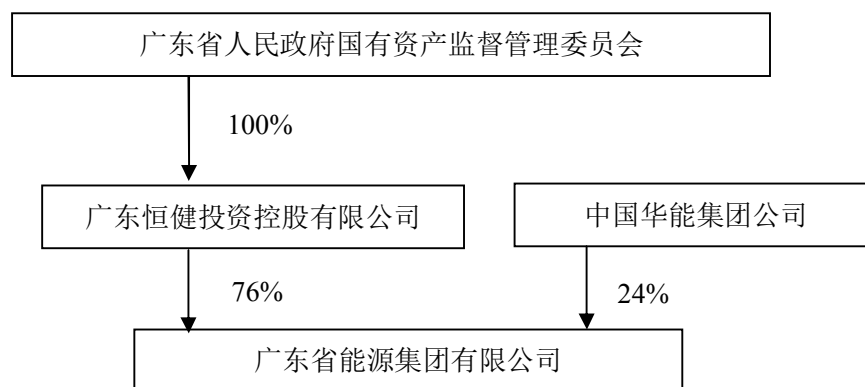 广东省人民政府国有资产监督管理委员会
100%
广东恒健投资控股有限公司
中国华能集团公司
76%
24%
广东省能源集团有限公司